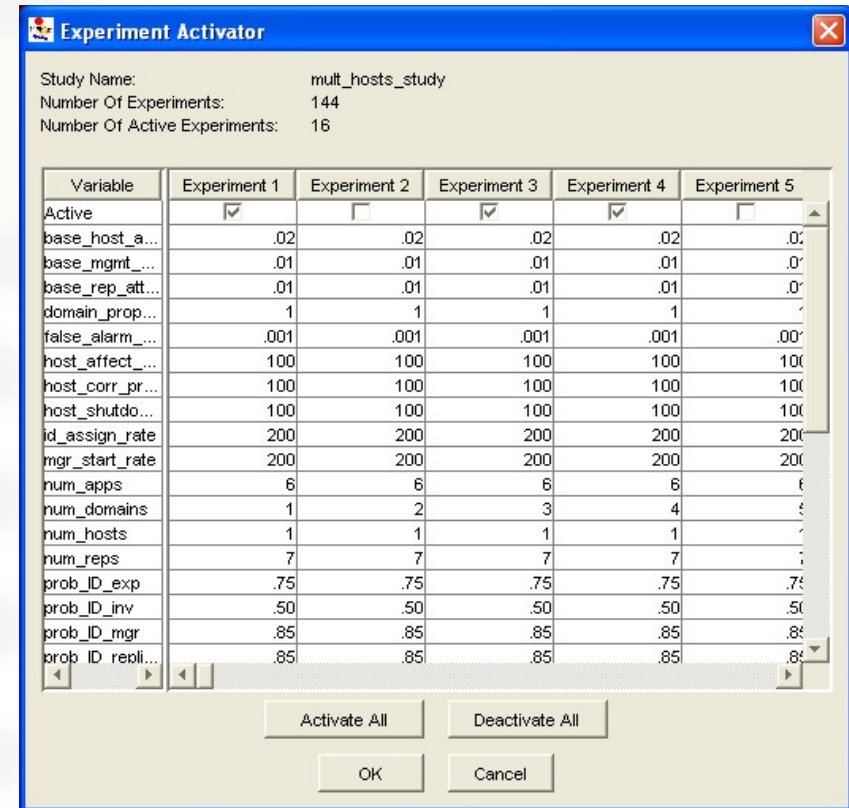 Experiment Activator
Study Name: mult_hosts_study
Number Of Experiments: 144
Number Of Active Experiments: 16
Variable Experiment 1 Experiment 2 Experiment 3 Experiment 4 Experiment 5
Active
base_host_a... .02 .02 .02 .02
base_mgmt_... .01 .01 .01 .01
base_rep_att... .01 .01 .01 .01
domain_prop... 1 1 1 1
false_alarm_... .001 .001 .001 .001
host_affect_... 100 100 100 100
host_corr_pr... 100 100 100 100
host_shutdo... 100 100 100 100
id_assign_rate 200 200 200 200
mgr_start_rate 200 200 200 200
num_apps 6 6 6 6
num_domains 1 2 3 4
num_hosts 1 1 1 1
num_reps 7 7 7 7
prob_ID_exp .75 .75 .75 .75
prob_ID_inv .50 .50 .50 .50
prob_ID_mgr .85 .85 .85 .85
prob_ID_repli... .85 .85 .85 .85
Activate All Deactivate All
OK Cancel